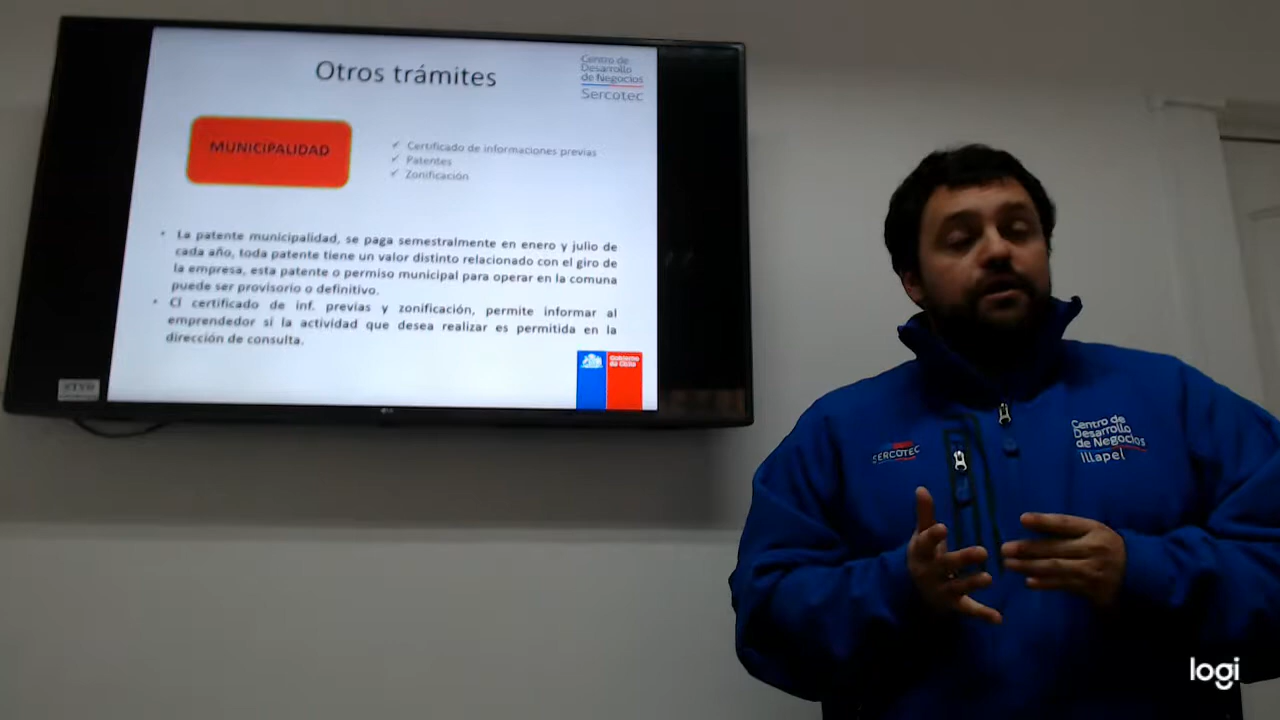 Otros trámites
Centro de
Desarrollo
de Negocios
Sercotec
MUNICIPALIDAD
✓ Certificado de informaciones previas
✓ Patentes
✓ Zonificación
• La patente municipalidad, se paga semestralmente en enero y julio de
cada año, toda patente tiene un valor distinto relacionado con el giro de
la empresa, esta patente o permiso municipal para operar en la comuna
puede ser provisorio o definitivo.
• El certificado de inf. previas y zonificación, permite informar al
emprendedor si la actividad que desea realizar es permitida en la
dirección de consulta.
Gobierno
de Chile
LG
SERCOTEC
Centro de
Desarrollo
de Negocios
Illapel
logi